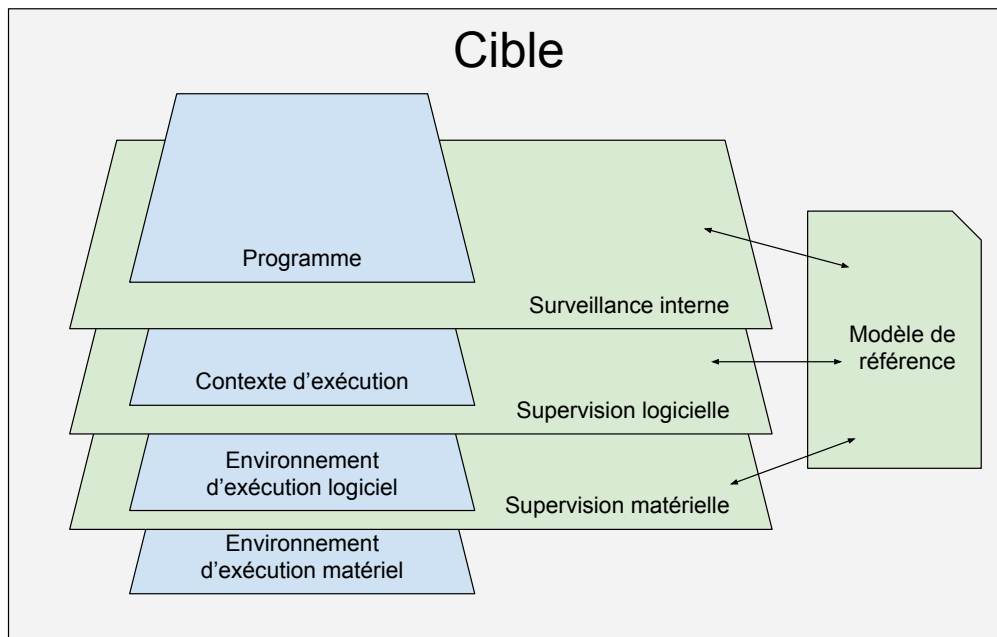 Cible
Programme
Surveillance interne
Contexte d'exécution
Supervision logicielle
Environnement
d'exécution logiciel
Supervision matérielle
Environnement
d'exécution matériel
Modèle de
référence